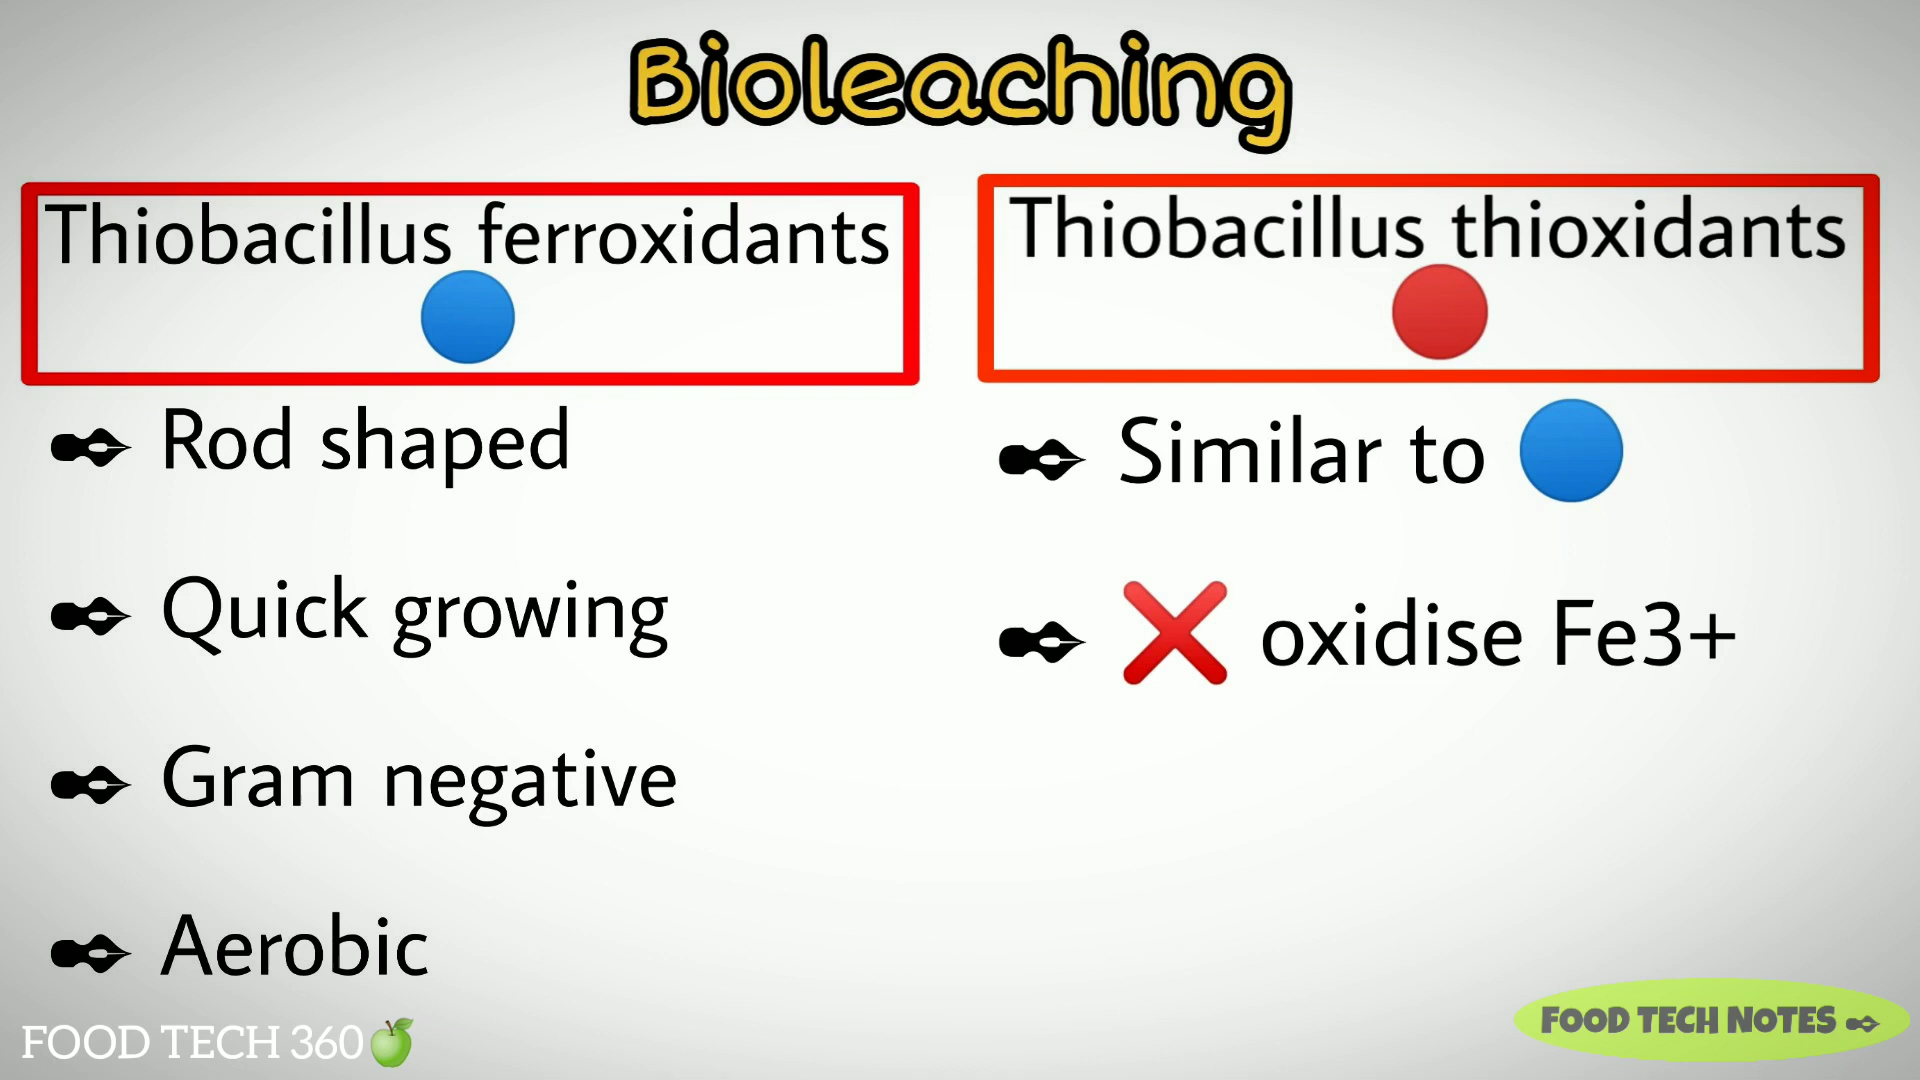 Bioleaching
Thiobacillus ferroxidants
Rod shaped
Quick growing
Gram negative
Aerobic
Thiobacillus thioxidants
Similar to
oxidise Fe3+
FOOD TECH 360
FOOD TECH NOTES